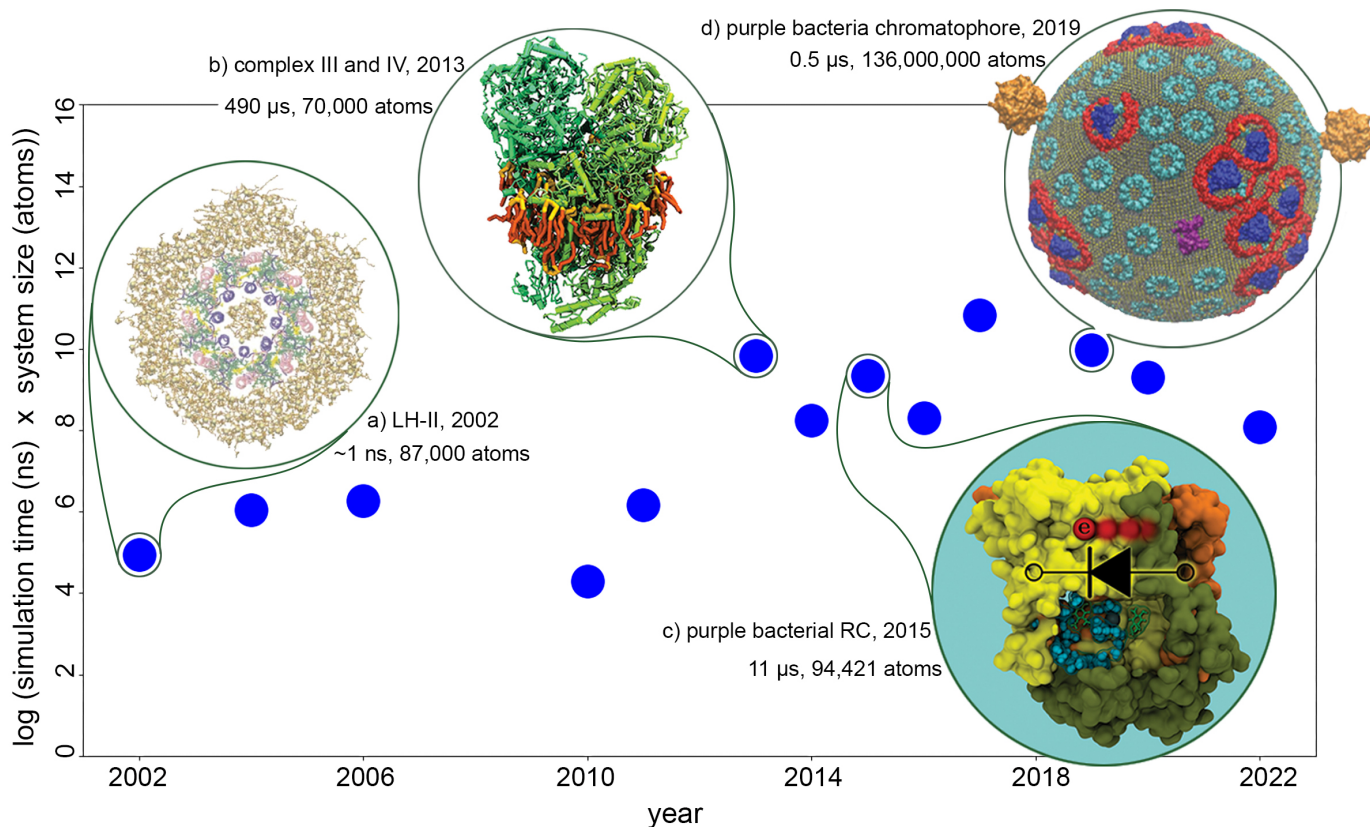 d) purple bacteria chromatophore, 2019
0.5 µs, 136,000,000 atoms
b) complex III and IV, 2013
490 µs, 70,000 atoms
a) LH-II, 2002
~1 ns, 87,000 atoms
e
c) purple bacterial RC, 2015
11 µs, 94,421 atoms
log (simulation time (ns) x system size (atoms))
16
14
12
10
8
6
4
2
0
2002
2006
2010
2014
2018
2022
year